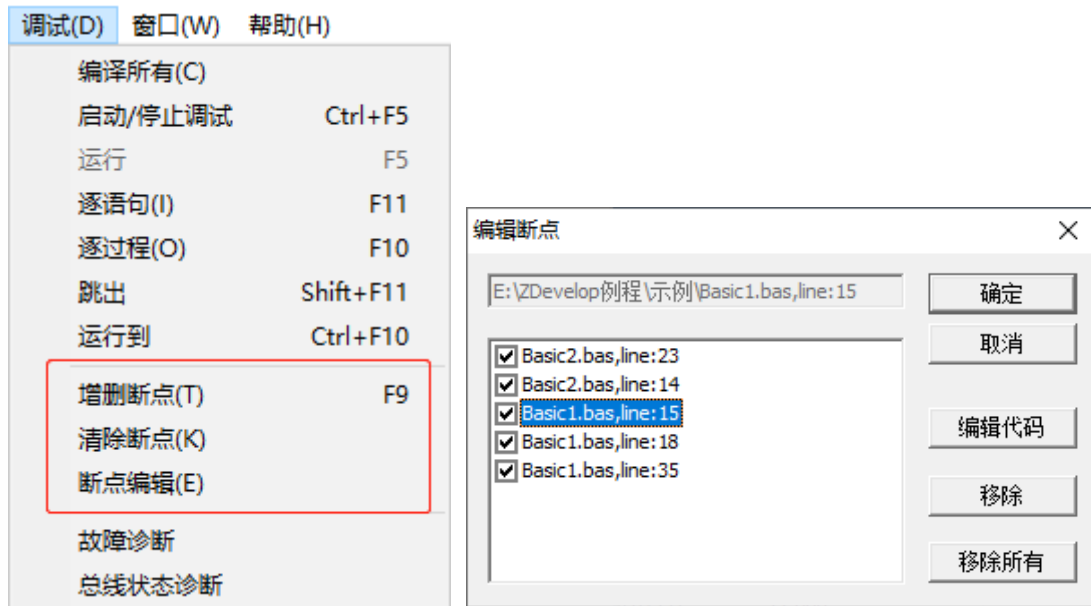 调试(D) 窗口(W) 帮助(H)
编译所有(C)
启动/停止调试 Ctrl+F5
运行 F5
逐语句(I) F11
逐过程(O) F10
跳出 Shift+F11
运行到 Ctrl+F10
增删断点(T) F9
清除断点(K)
断点编辑(E)
故障诊断
总线状态诊断
编辑断点
E:\ZDevelop例程\示例\Basic1.bas,line:15
确定
取消
Basic2.bas,line:23
Basic2.bas,line:14
Basic1.bas,line:15
Basic1.bas,line:18
Basic1.bas,line:35
编辑代码
移除
移除所有